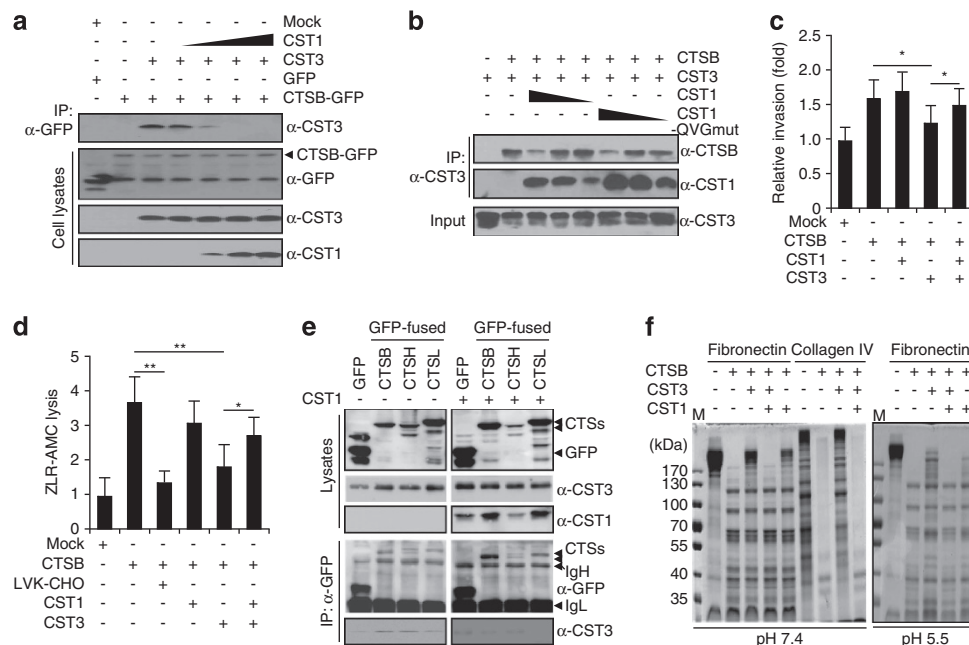 a
Mock + - - - - - -
CST1 - - -
CST3 - - + + + + +
GFP + - - - - - -
CTSB-GFP - + + + + + +
IP:
α-GFP
α-CST3
CTSB-GFP
α-GFP
Cell lysates
α-CST3
α-CST1
b
CTSB - + + + + + + +
CST3 + + + + + + + +
CST1 - - - - -
CST1 - - - - -
-QVGmut
IP:
α-CST3
α-CTSB
α-CST1
Input
α-CST3
c
Relative invasion (fold)
2.5
2.0
1.5
1.0
0.5
0
* *
Mock + - - - -
CTSB - + + + +
CST1 - - + - +
CST3 - - - + +
d
ZLR-AMC lysis
5
4
3
2
1
0
** ** *
Mock + - - - - -
CTSB - + + + + +
LVK-CHO - - + - - -
CST1 - - - + - +
CST3 - - - - + +
e
GFP-fused GFP-fused
GFP CTSB CTSH CTSL GFP CTSB CTSH CTSL
CST1 - - - - + + + +
Lysates
CTSs
GFP
α-CST3
α-CST1
IP: α-GFP
CTSs
IgH
α-GFP
IgL
α-CST3
f
Fibronectin Collagen IV Fibronectin
CTSB - + + + + - + + + - + + + +
CST3 - - + - + - - + + - - + - +
CST1 - - - + + - - - + - - - + +
M M
(kDa)
170
130
100
70
55
40
35
pH 7.4 pH 5.5